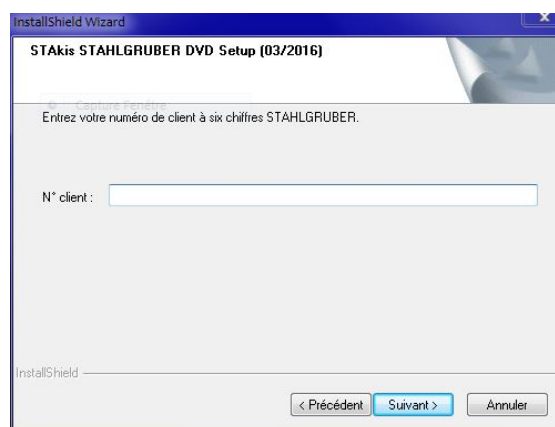 InstallShield Wizard
STAkis STAHLGRUBER DVD Setup (03/2016)
Capture Fenêtre
Entrez votre numéro de client à six chiffres STAHLGRUBER.
N° client :
InstallShield
< Précédent Suivant > Annuler